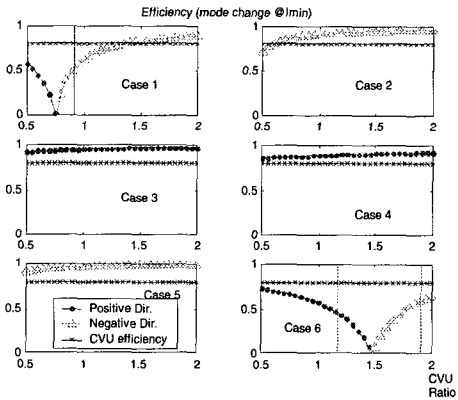 Efficiency (mode change @Imin)
1
0.5
0
0.5 1 1.5 2
Case 1
1
0.5
0
0.5 1 1.5 2
Case 2
1
0.5
0
0.5 1 1.5 2
Case 3
1
0.5
0
0.5 1 1.5 2
Case 4
1
0.5
0
0.5 1 1.5 2
Case 5
Positive Dir.
Negative Dir.
CVU efficiency
1
0.5
0
0.5 1.0 1.5 2
Case 6
CVU
Ratio